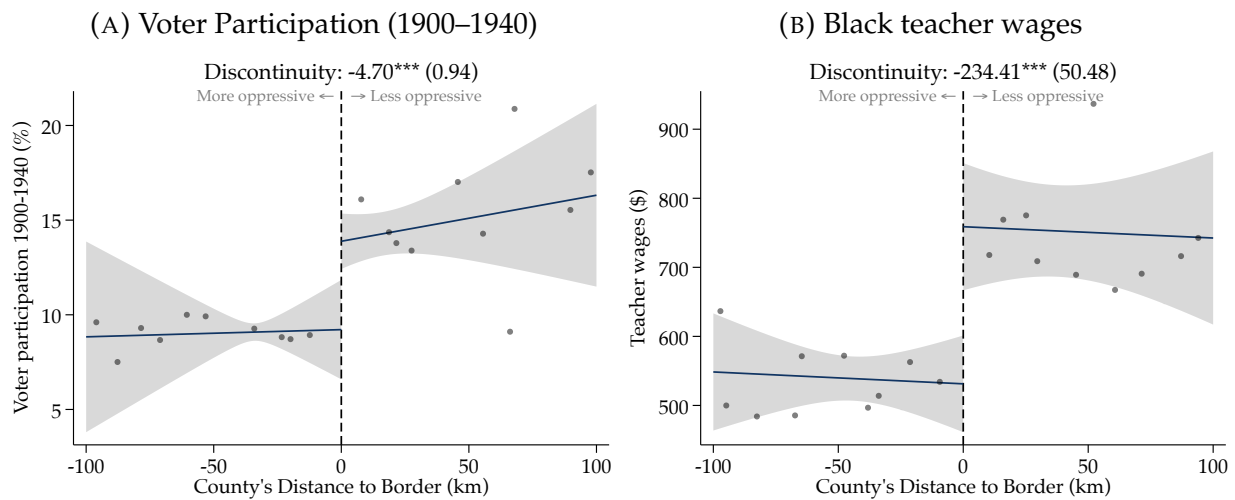 (A) Voter Participation (1900–1940)
Discontinuity: -4.70*** (0.94)
More oppressive ← → Less oppressive
Voter participation 1900-1940 (%)
20
15
10
5
-100 -50 0 50 100
County's Distance to Border (km)
(B) Black teacher wages
Discontinuity: -234.41*** (50.48)
More oppressive ← → Less oppressive
Teacher wages ($)
900
800
700
600
500
-100 -50 0 50 100
County's Distance to Border (km)